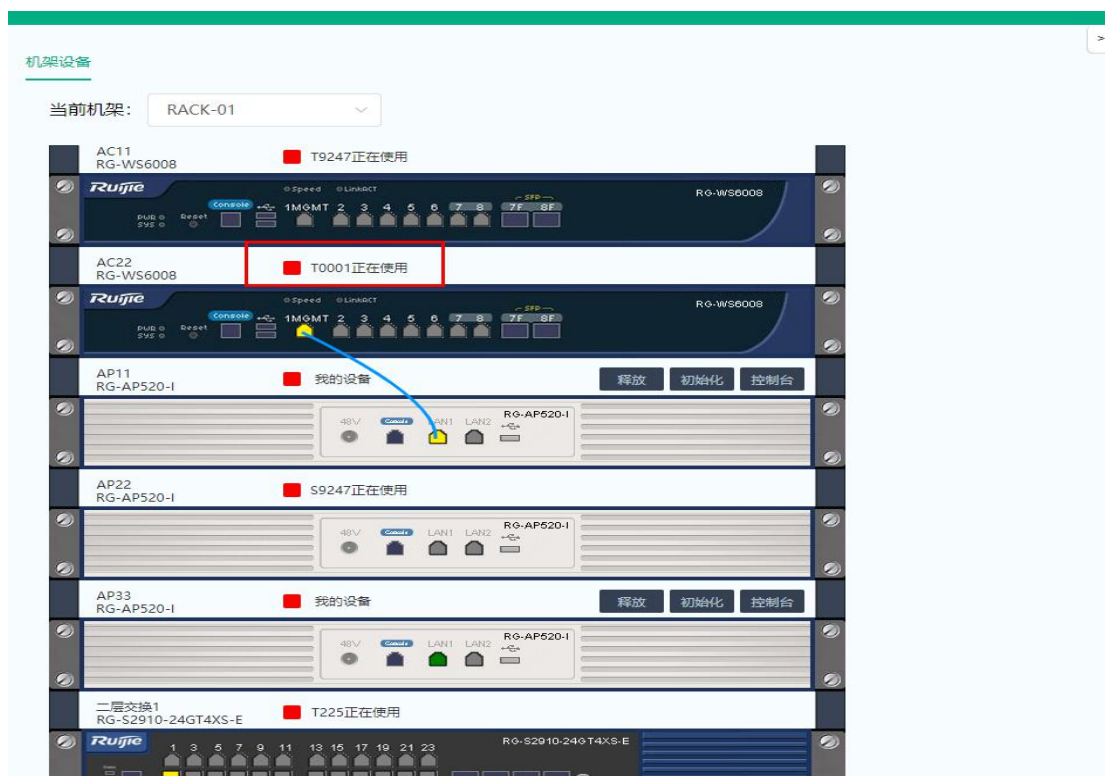 >
机架设备
当前机架： RACK-01
AC11
RG-WS6008
T9247正在使用
Ruijie
Speed LinkACT
SFP
RG-WS6008
Console 1MGMT 2 3 4 5 6 7 8 7F 8F
PWR Reset
SYS
AC22
RG-WS6008
T0001正在使用
Ruijie
Speed LinkACT
SFP
RG-WS6008
Console 1MGMT 2 3 4 5 6 7 8 7F 8F
PWR Reset
SYS
AP11
RG-AP520-I
我的设备
释放 初始化 控制台
RG-AP520-I
48V Console LAN1 LAN2
AP22
RG-AP520-I
S9247正在使用
RG-AP520-I
48V Console LAN1 LAN2
AP33
RG-AP520-I
我的设备
释放 初始化 控制台
RG-AP520-I
48V Console LAN1 LAN2
二层交换1
RG-S2910-24GT4XS-E
T225正在使用
Ruijie
1 3 5 7 9 11 13 15 17 19 21 23
RG-S2910-24GT4XS-E